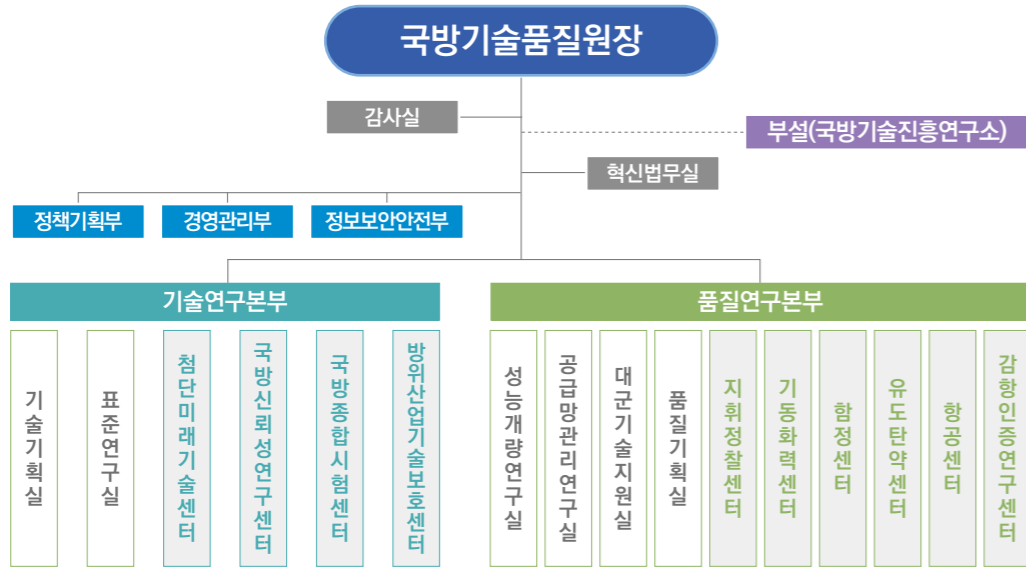 국방기술품질원장
감사실
부설(국방기술진흥연구소)
혁신법무실
정책기획부
경영관리부
정보보안안전부
기술연구본부
품질연구본부
기술기획실
표준연구실
첨단미래기술센터
국방신뢰성연구센터
국방종합시험센터
방위산업기술보호센터
성능개량연구실
공급망관리연구실
대군기술지원실
품질기획실
지휘정찰센터
기동화력센터
함정센터
유도탄약센터
항공센터
감항인증연구센터